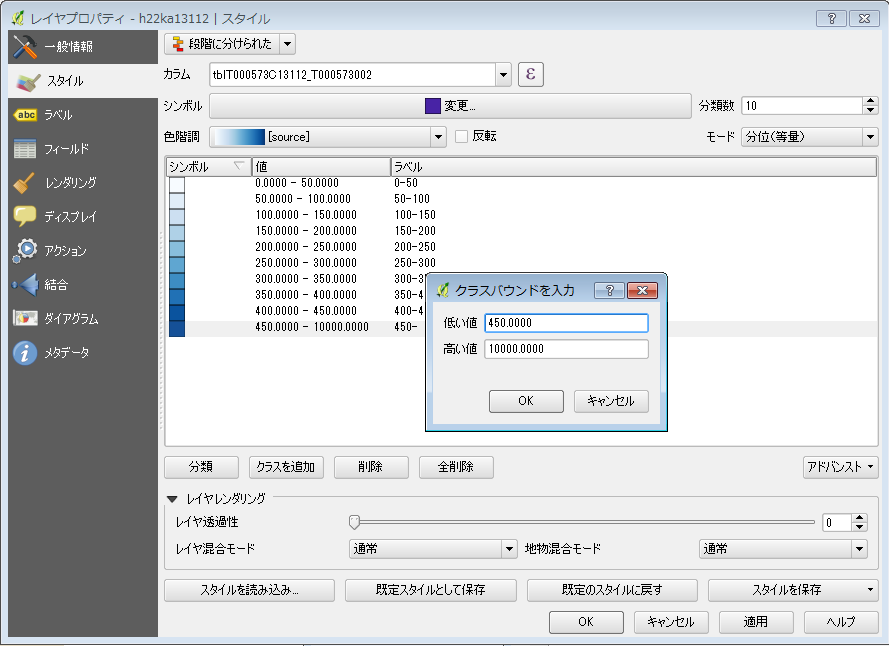 レイヤプロパティ - h22ka13112 | スタイル
一般情報
スタイル
abc ラベル
フィールド
レンダリング
ディスプレイ
アクション
結合
ダイアグラム
メタデータ
段階に分けられた
カラム tblT000573C13112_T000573002 ε
シンボル 変更... 分類数 10
色階調 [source] 反転 モード 分位(等量)
シンボル 値 ラベル
0.0000 - 50.0000 0-50
50.0000 - 100.0000 50-100
100.0000 - 150.0000 100-150
150.0000 - 200.0000 150-200
200.0000 - 250.0000 200-250
250.0000 - 300.0000 250-300
300.0000 - 350.0000 300-3
350.0000 - 400.0000 350-4
400.0000 - 450.0000 400-4
450.0000 - 10000.0000 450-
クラスバウンドを入力
低い値 450.0000
高い値 10000.0000
OK キャンセル
分類 クラスを追加 削除 全削除 アドバンスト
レイヤレンダリング
レイヤ透過性 0
レイヤ混合モード 通常 地物混合モード 通常
スタイルを読み込み... 既定スタイルとして保存 既定のスタイルに戻す スタイルを保存
OK キャンセル 適用 ヘルプ